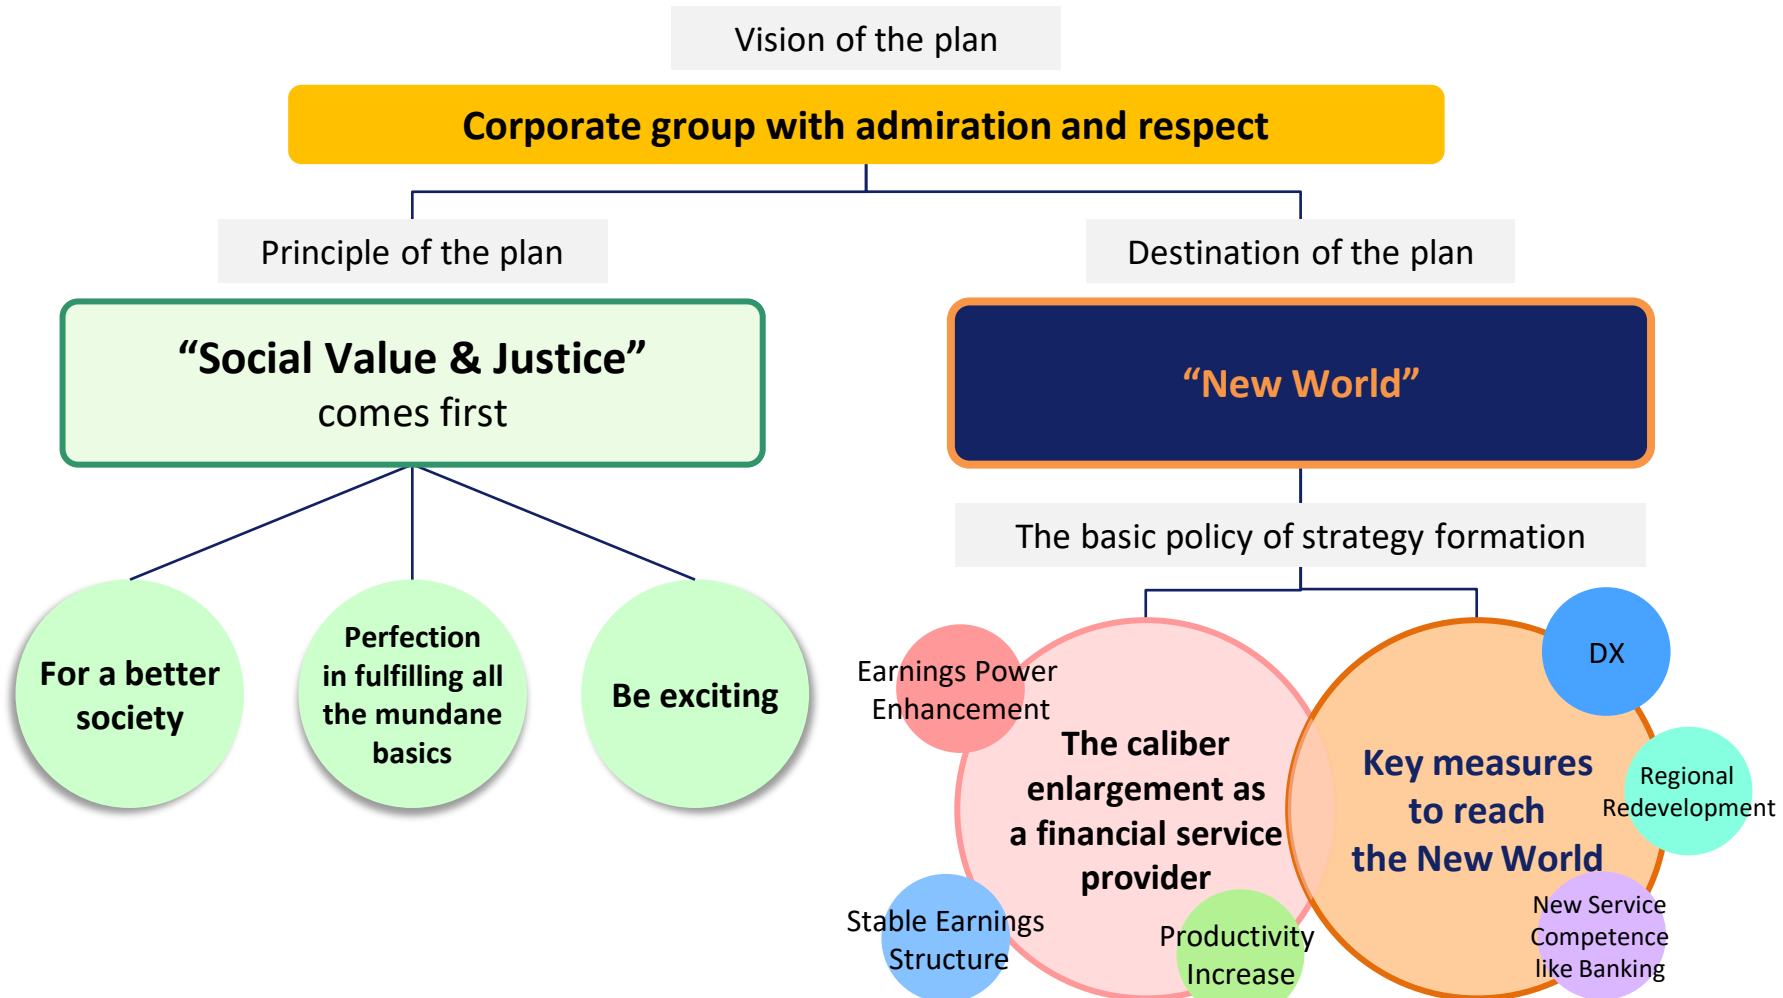 Vision of the plan
Corporate group with admiration and respect
Principle of the plan
“Social Value & Justice”
comes first
For a better
society
Perfection
in fulfilling all
the mundane
basics
Be exciting
Destination of the plan
“New World”
The basic policy of strategy formation
Earnings Power
Enhancement
The caliber
enlargement as
a financial service
provider
Stable Earnings
Structure
Productivity
Increase
Key measures
to reach
the New World
DX
Regional
Redevelopment
New Service
Competence
like Banking